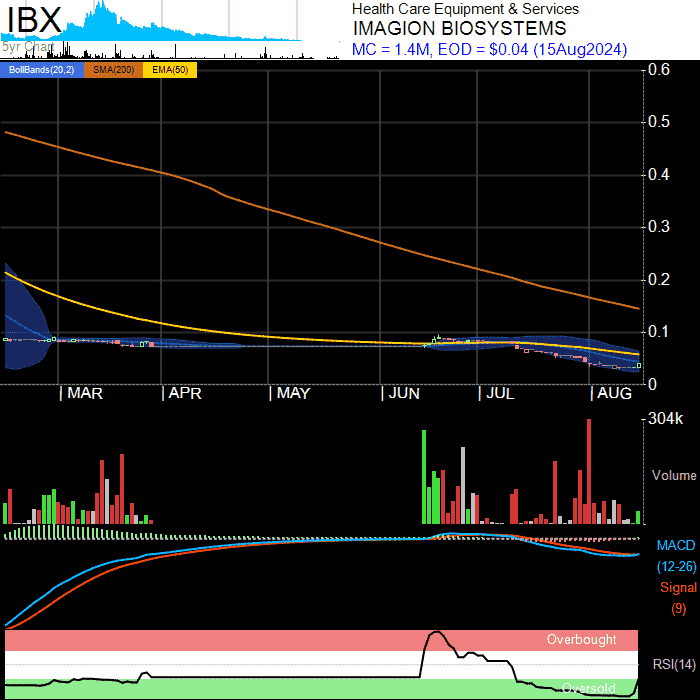 IBX
5yr Chart
Health Care Equipment & Services
IMAGION BIOSYSTEMS
MC = 1.4M, EOD = $0.04 (15Aug2024)
BollBands(20,2) SMA(200) EMA(50)
0.6
0.5
0.4
0.3
0.2
0.1
0
MAR APR MAY JUN JUL AUG
304k
Volume
MACD
(12-26)
Signal
(9)
Overbought
RSI(14)
Oversold